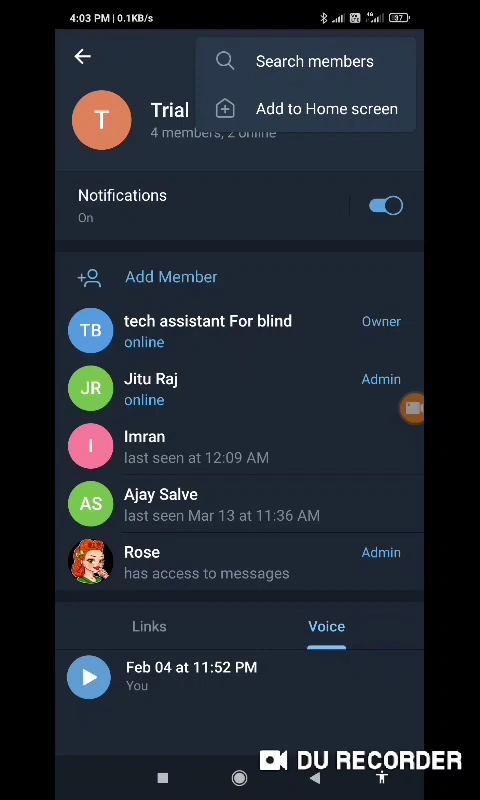 4:03 PM | 0.1KB/s
4G
37
Search members
Add to Home screen
T
Trial
4 members, 2 online
Notifications
On
Add Member
TB
tech assistant For blind
Owner
online
JR
Jitu Raj
Admin
online
I
Imran
last seen at 12:09 AM
AS
Ajay Salve
last seen Mar 13 at 11:36 AM
Rose
Admin
has access to messages
Links
Voice
Feb 04 at 11:52 PM
You
DU RECORDER